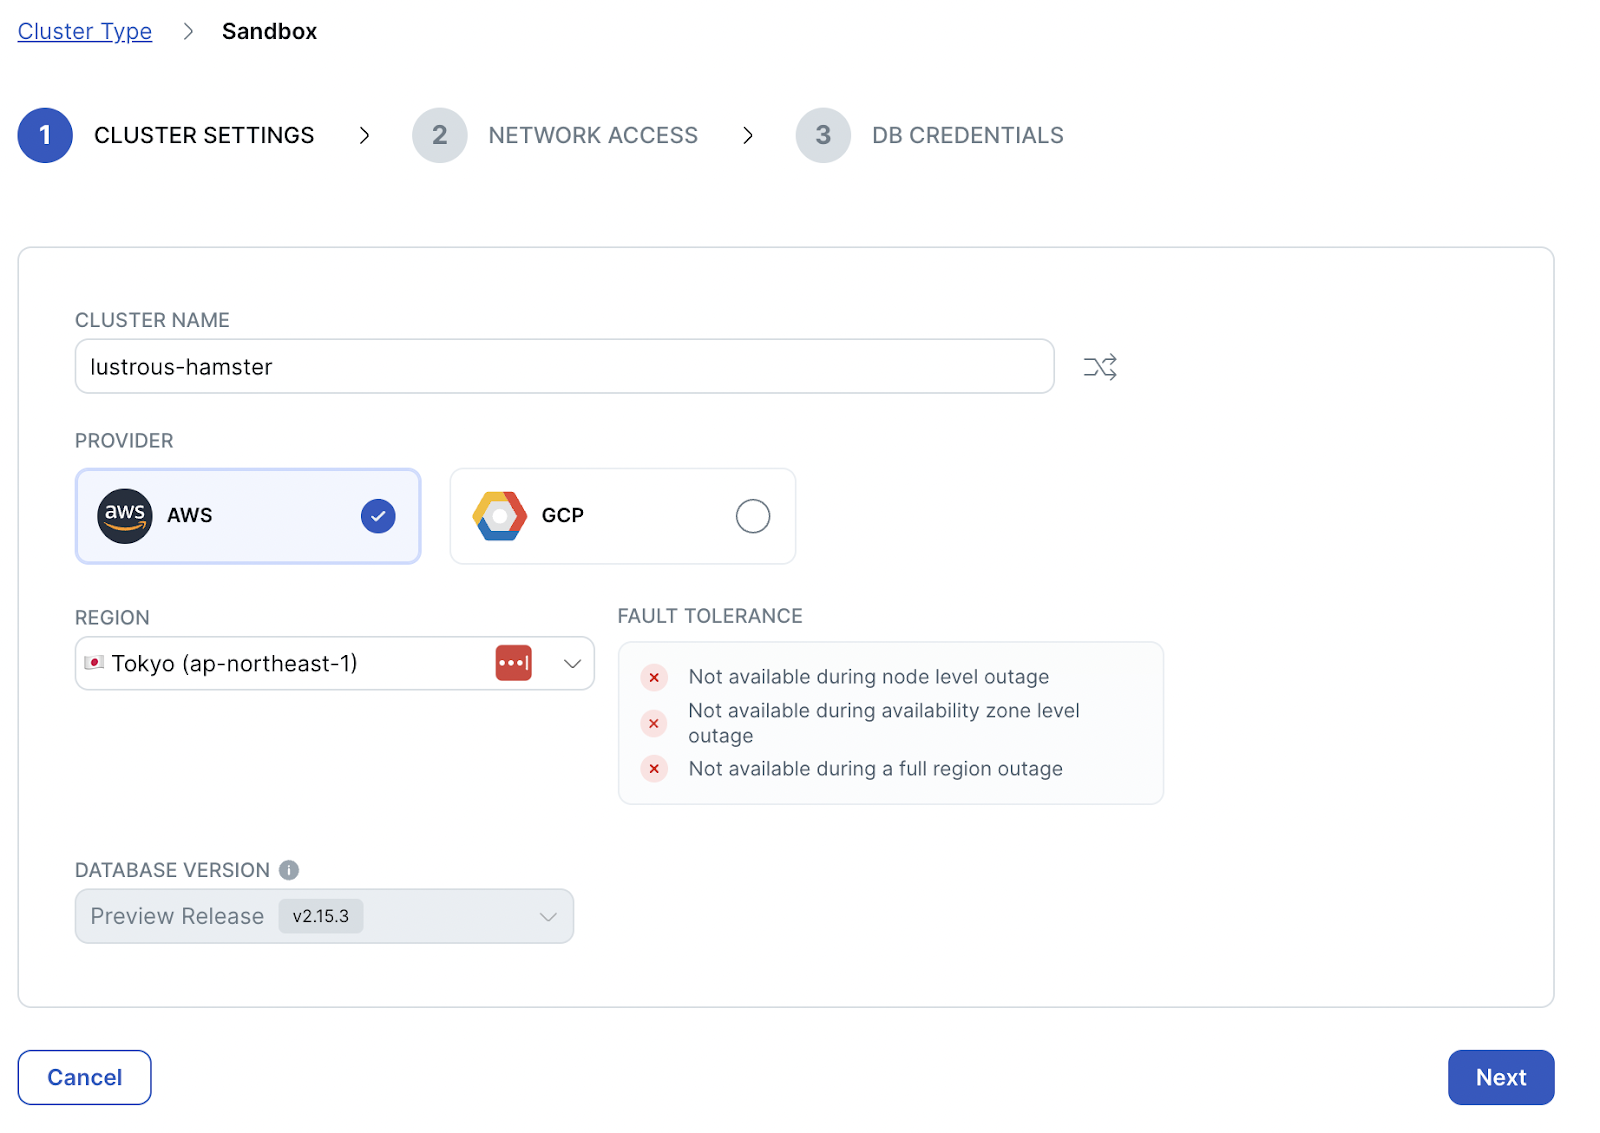 Cluster Type > Sandbox
1 CLUSTER SETTINGS > 2 NETWORK ACCESS > 3 DB CREDENTIALS
CLUSTER NAME
lustrous-hamster
PROVIDER
aws AWS
GCP
REGION
Tokyo (ap-northeast-1)
FAULT TOLERANCE
Not available during node level outage
Not available during availability zone level
outage
Not available during a full region outage
DATABASE VERSION i
Preview Release v2.15.3
Cancel
Next